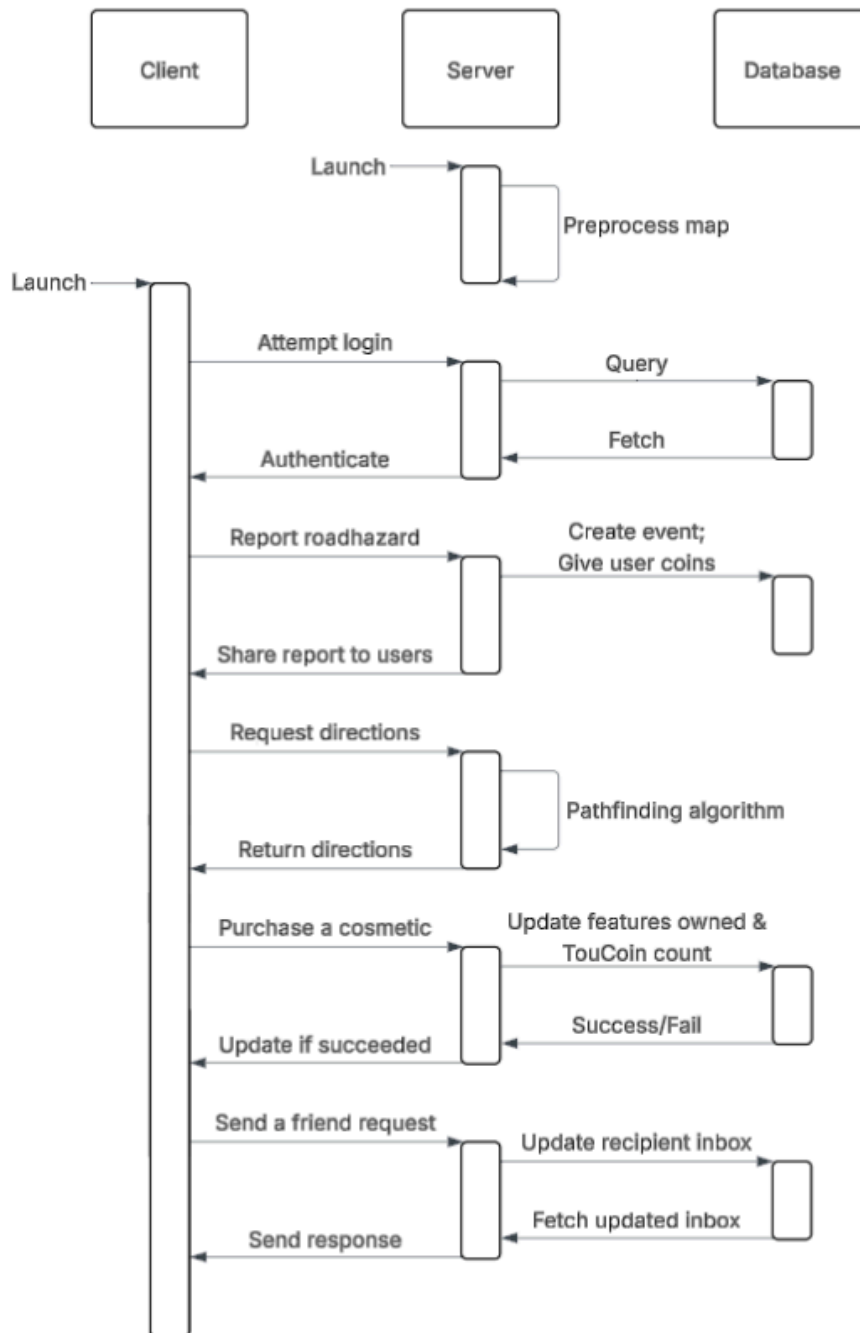 Client
Server
Database
Launch
Preprocess map
Launch
Attempt login
Query
Fetch
Authenticate
Report roadhazard
Create event;
Give user coins
Share report to users
Request directions
Pathfinding algorithm
Return directions
Purchase a cosmetic
Update features owned &
TouCoin count
Success/Fail
Update if succeeded
Send a friend request
Update recipient inbox
Fetch updated inbox
Send response